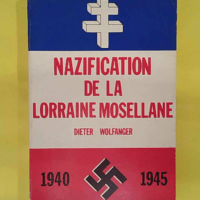 NAZIFICATION
DE LA
LORRAINE MOSELLANE
DIETER WOLFANGER
1940 1945